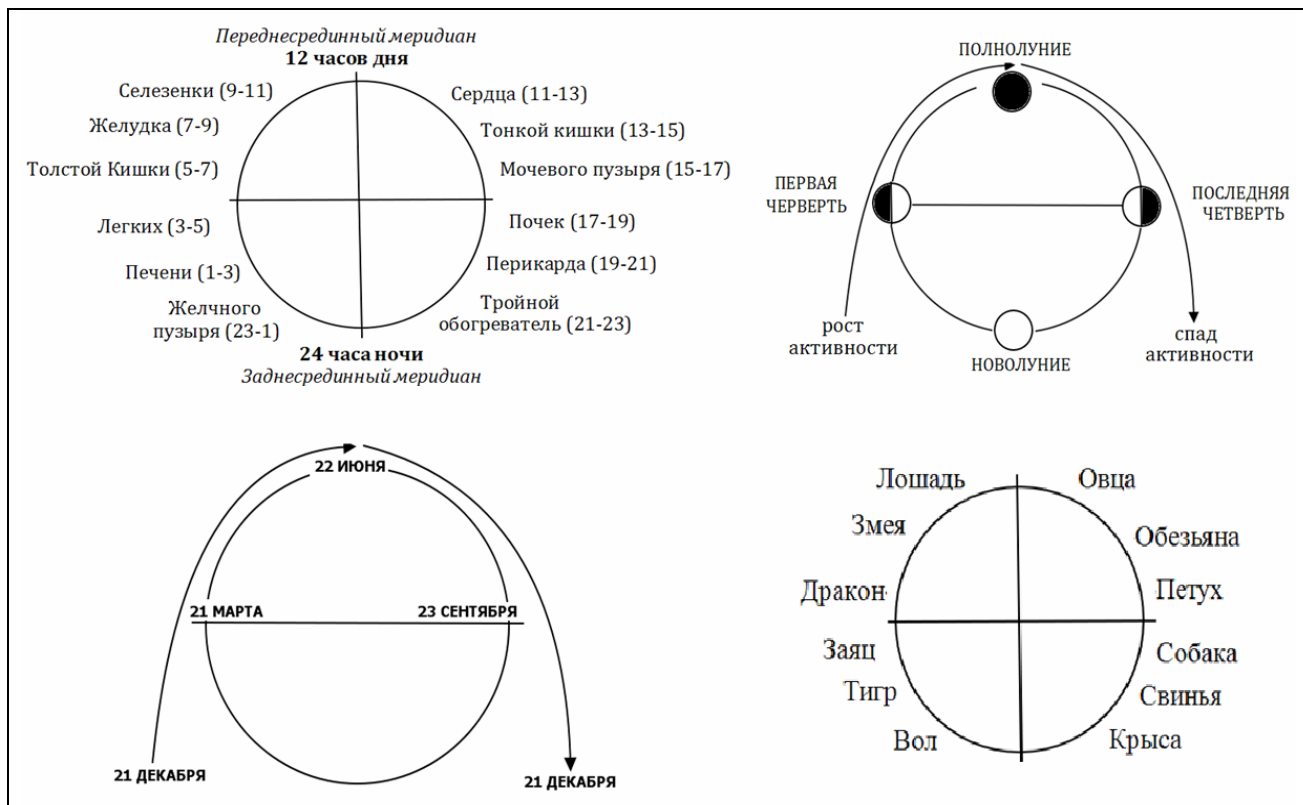 Переднесрединный меридиан
12 часов дня
Селезенки (9-11)
Сердца (11-13)
Желудка (7-9)
Тонкой кишки (13-15)
Толстой Кишки (5-7)
Мочевого пузыря (15-17)
Легких (3-5)
Почек (17-19)
Печени (1-3)
Перикарда (19-21)
Желчного
пузыря (23-1)
Тройной
обогреватель (21-23)
24 часа ночи
Заднесрединный меридиан
ПОЛНОЛУНИЕ
ПЕРВАЯ
ЧЕРВЕРТЬ
ПОСЛЕДНЯЯ
ЧЕТВЕРТЬ
рост
активности
спад
активности
НОВОЛУНИЕ
22 ИЮНЯ
21 МАРТА
23 СЕНТЯБРЯ
21 ДЕКАБРЯ
21 ДЕКАБРЯ
Лошадь
Овца
Змея
Обезьяна
Дракон
Петух
Заяц
Собака
Тигр
Свинья
Вол
Крыса